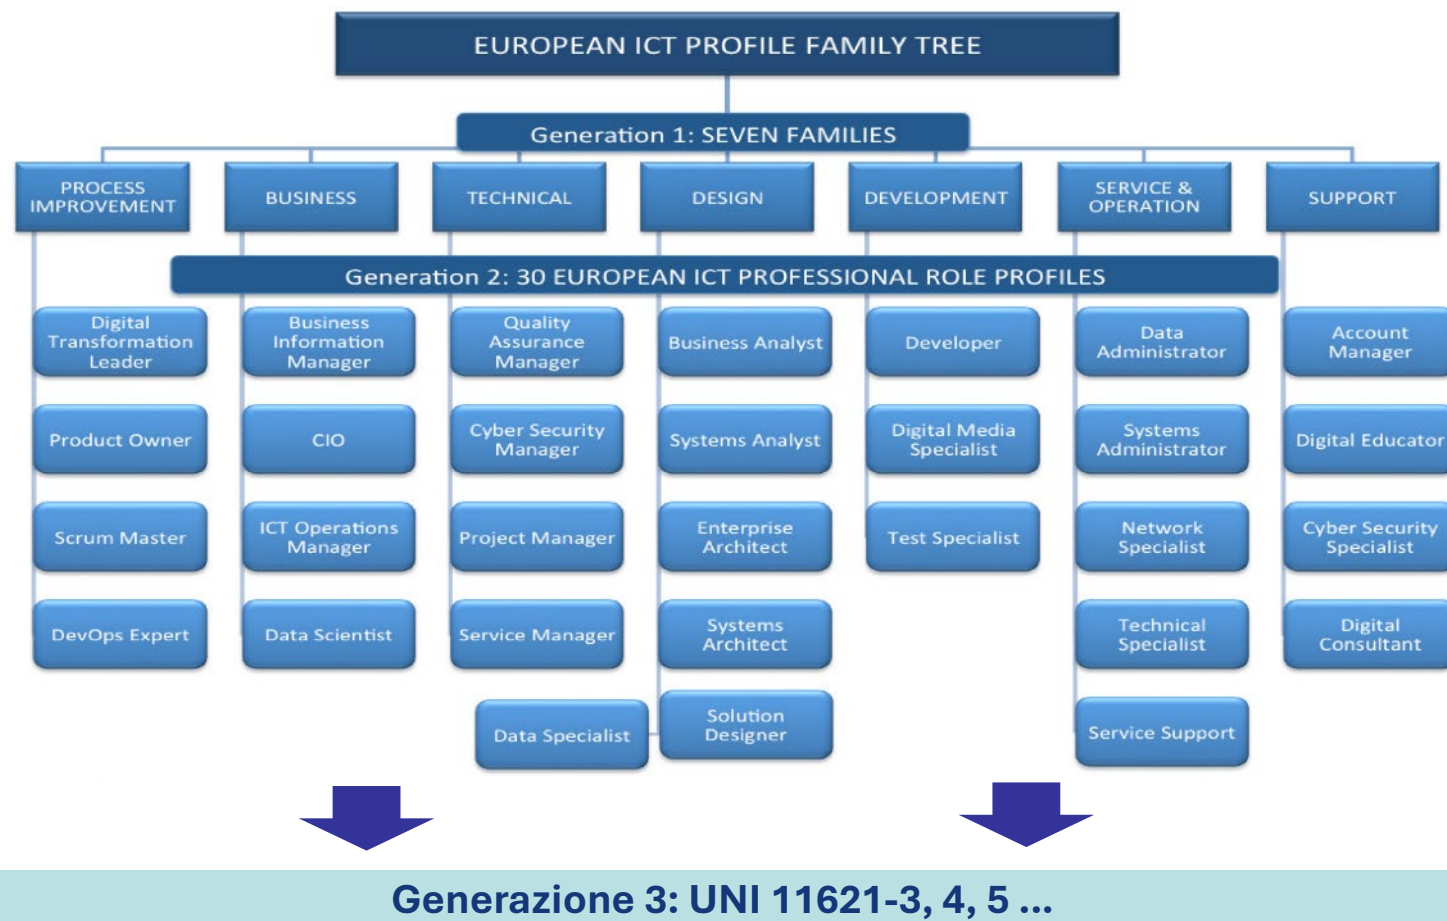 EUROPEAN ICT PROFILE FAMILY TREE
Generation 1: SEVEN FAMILIES
PROCESS
IMPROVEMENT
BUSINESS
TECHNICAL
DESIGN
DEVELOPMENT
SERVICE &
OPERATION
SUPPORT
Generation 2: 30 EUROPEAN ICT PROFESSIONAL ROLE PROFILES
Digital
Transformation
Leader
Business
Information
Manager
Quality
Assurance
Manager
Business Analyst
Developer
Data
Administrator
Account
Manager
Product Owner
CIO
Cyber Security
Manager
Systems Analyst
Digital Media
Specialist
Systems
Administrator
Digital Educator
Scrum Master
ICT Operations
Manager
Project Manager
Enterprise
Architect
Test Specialist
Network
Specialist
Cyber Security
Specialist
DevOps Expert
Data Scientist
Service Manager
Systems
Architect
Technical
Specialist
Digital
Consultant
Data Specialist
Solution
Designer
Service Support
Generazione 3: UNI 11621-3, 4, 5 ...